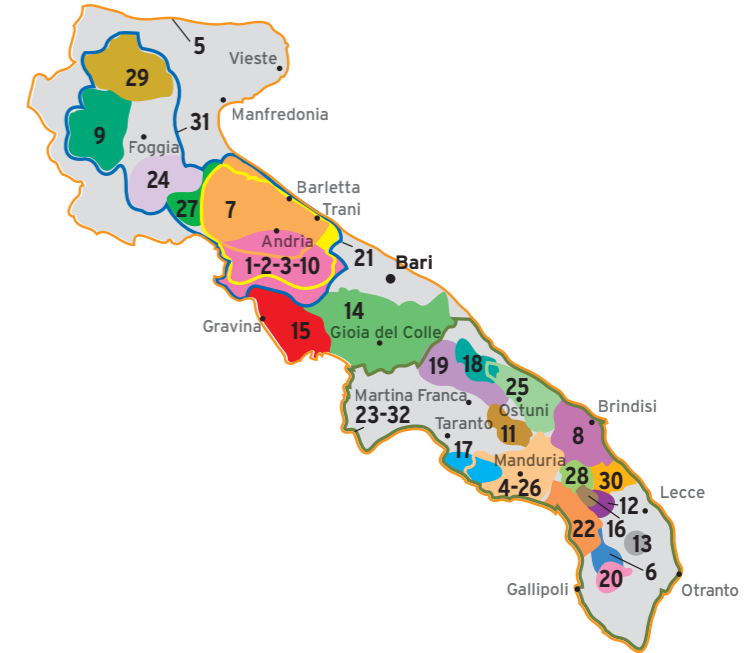 5
Vieste
29
Manfredonia
31
9
Foggia
24
Barletta
27
7
Trani
Andria
21
Bari
1-2-3-10
14
Gravina
15
Gioia del Colle
19
18
25
Martina Franca
Ostuni
Brindisi
23-32
Taranto
11
8
17
Manduria
28
30
4-26
Lecce
12
22
16
13
6
20
Gallipoli
Otranto